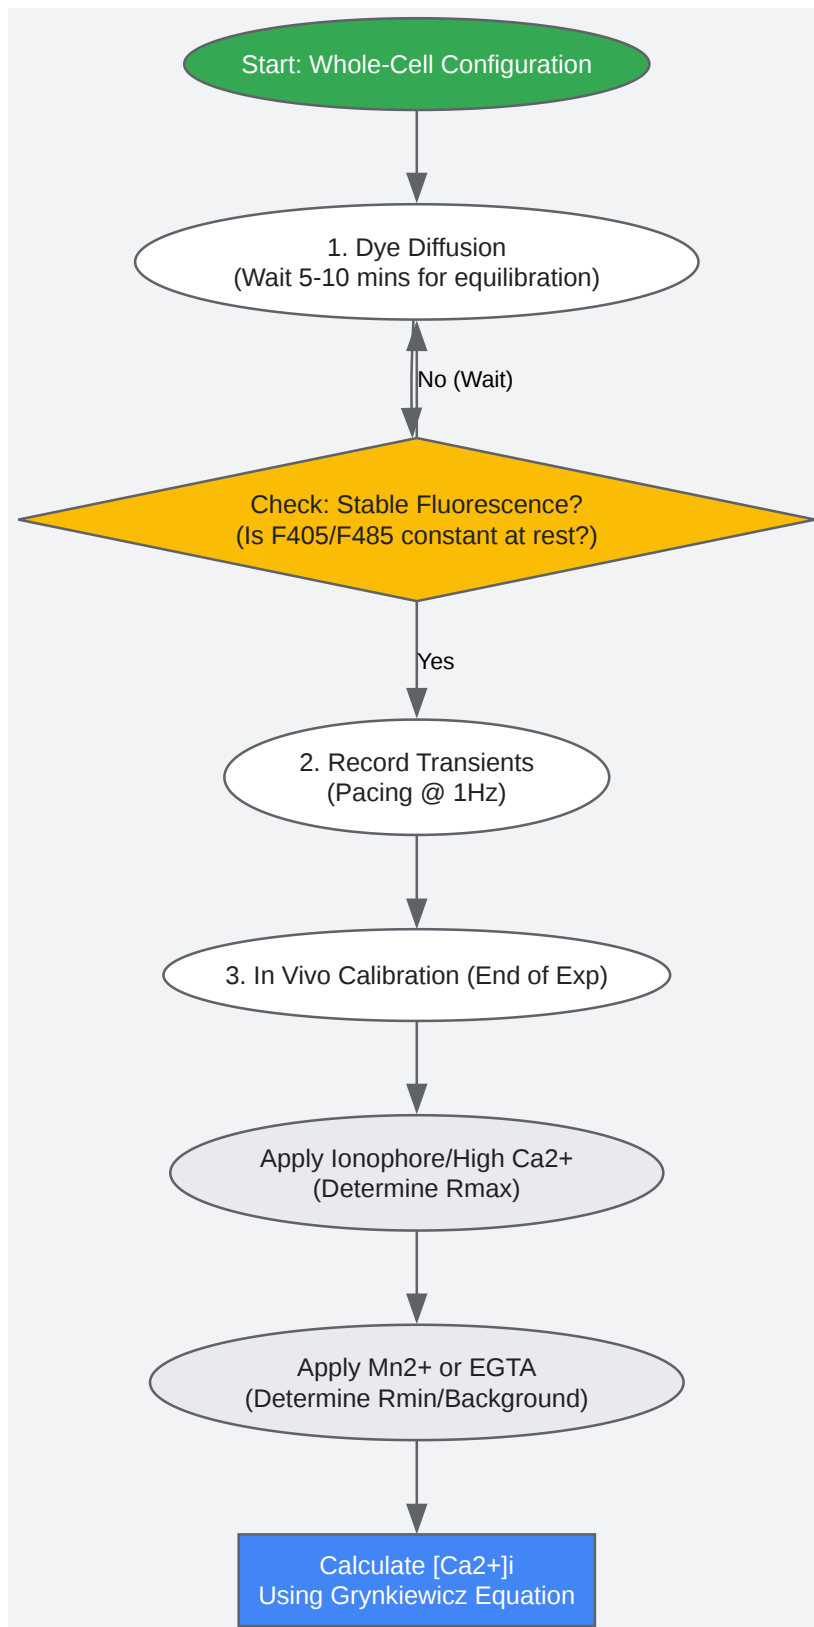 Start: Whole-Cell Configuration
1. Dye Diffusion
(Wait 5-10 mins for equilibration)
No (Wait)
Check: Stable Fluorescence?
(Is F405/F485 constant at rest?)
Yes
2. Record Transients
(Pacing @ 1Hz)
3. In Vivo Calibration (End of Exp)
Apply Ionophore/High Ca2+
(Determine Rmax)
Apply Mn2+ or EGTA
(Determine Rmin/Background)
Calculate [Ca2+]i
Using Grynkiewicz Equation